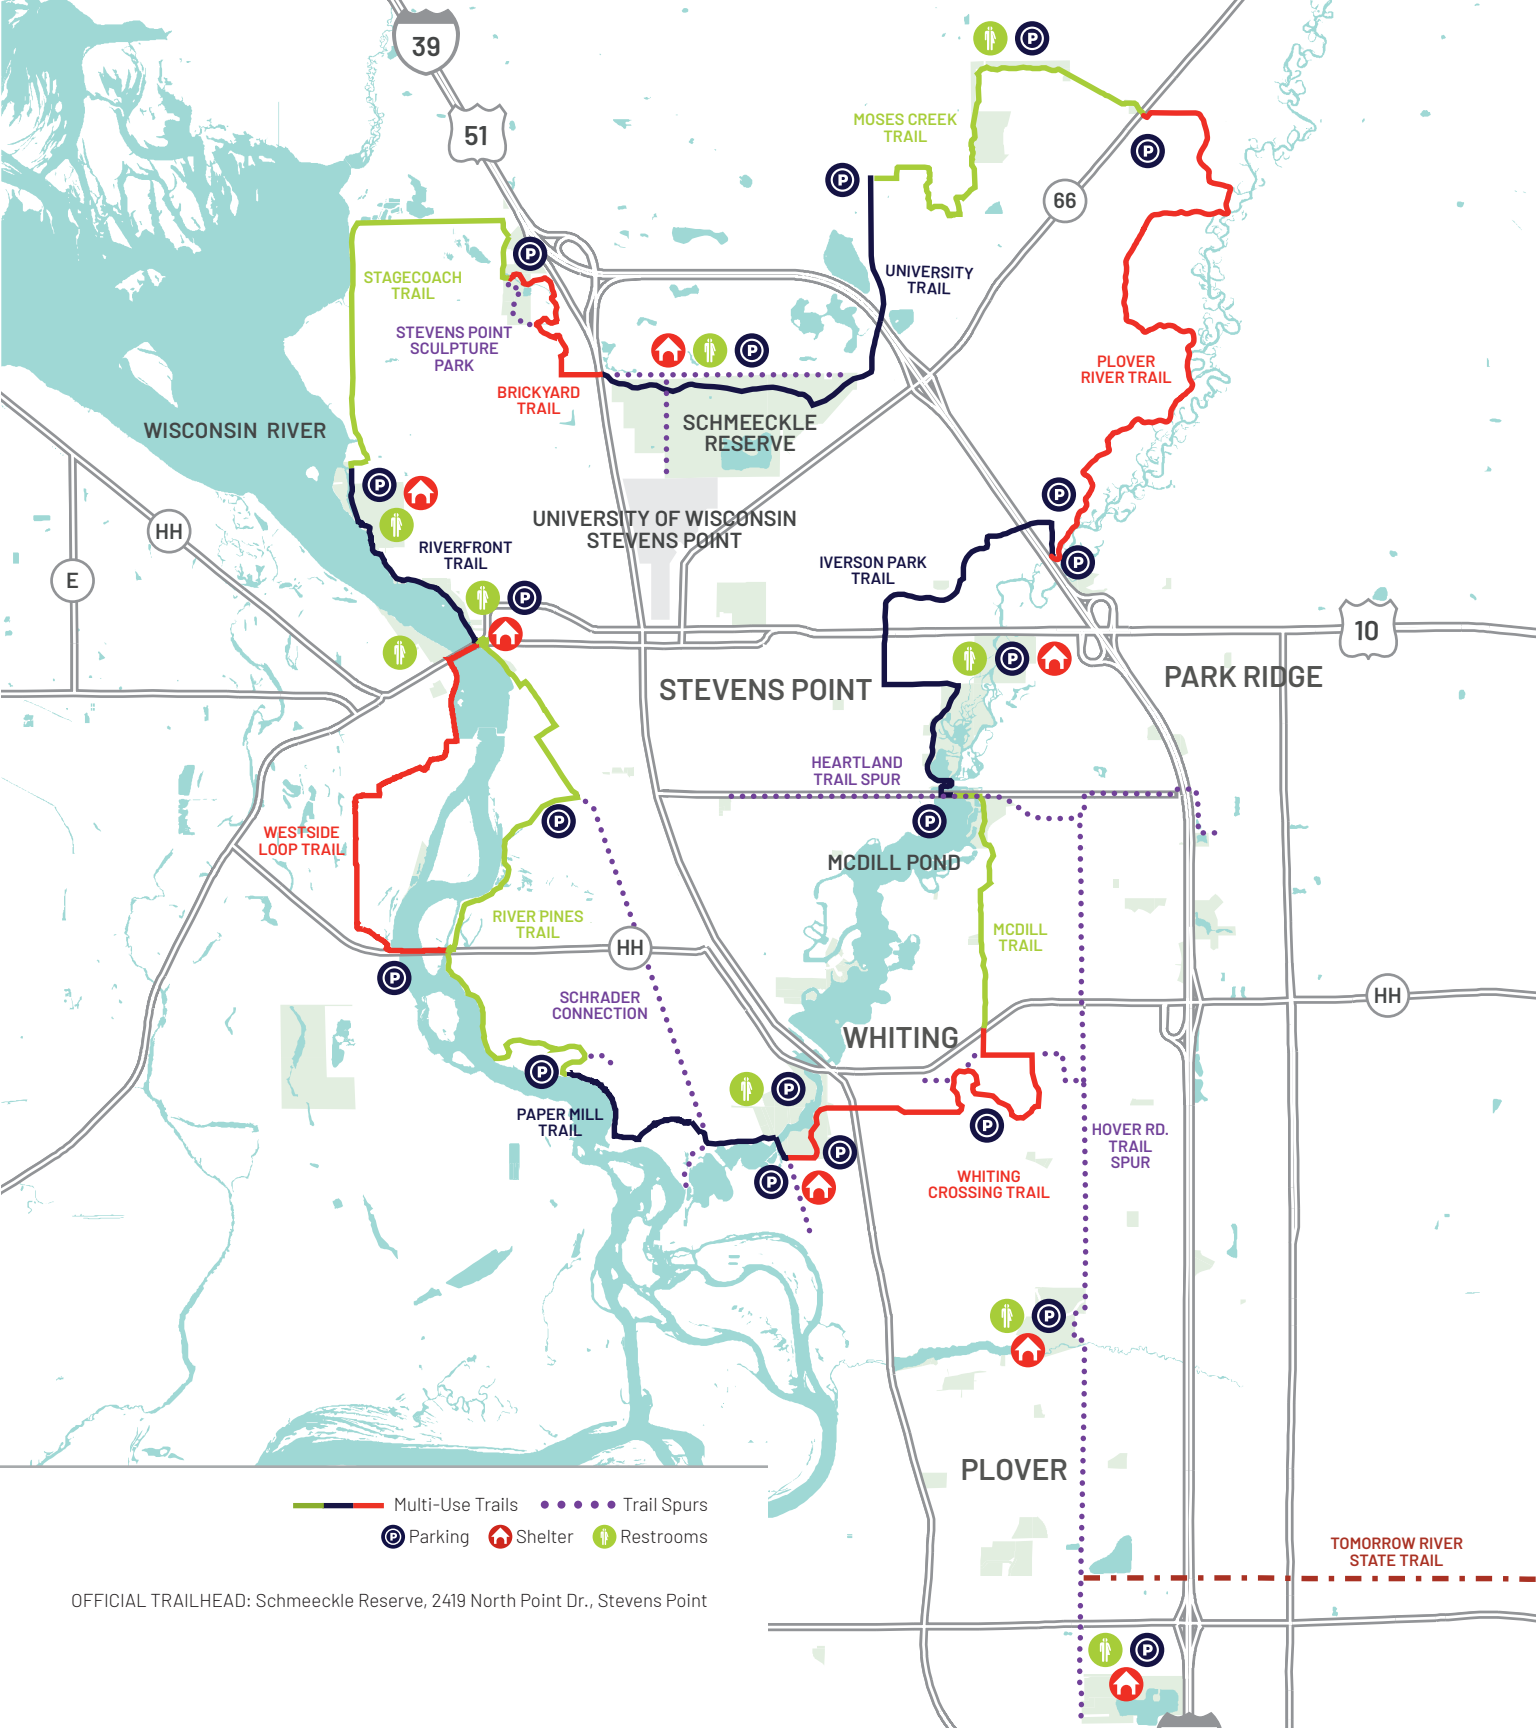 39
51
MOSES CREEK
TRAIL
66
UNIVERSITY
TRAIL
STAGECOACH
TRAIL
STEVENS POINT
SCULPTURE
PARK
BRICKYARD
TRAIL
PLOVER
RIVER TRAIL
WISCONSIN RIVER
SCHMEECKLE
RESERVE
HH
E
UNIVERSITY OF WISCONSIN
STEVENS POINT
RIVERFRONT
TRAIL
IVERSON PARK
TRAIL
10
STEVENS POINT
PARK RIDGE
HEARTLAND
TRAIL SPUR
WESTSIDE
LOOP TRAIL
MCDILL POND
RIVER PINES
TRAIL
HH
MCDILL
TRAIL
SCHRADER
CONNECTION
HH
WHITING
PAPER MILL
TRAIL
HOVER RD.
TRAIL
SPUR
WHITING
CROSSING TRAIL
PLOVER
TOMORROW RIVER
STATE TRAIL
Multi-Use Trails
Trail Spurs
P Parking
Shelter
Restrooms
OFFICIAL TRAILHEAD: Schmeeckle Reserve, 2419 North Point Dr., Stevens Point